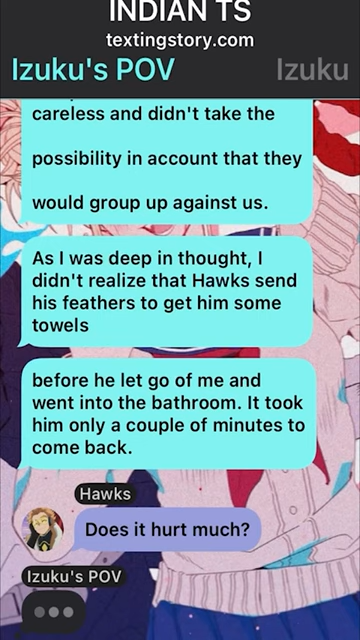 INDIAN TS
textingstory.com
Izuku's POV
Izuku
careless and didn't take the
possibility in account that they
would group up against us.
As I was deep in thought, I
didn't realize that Hawks send
his feathers to get him some
towels
before he let go of me and
went into the bathroom. It took
him only a couple of minutes to
come back.
Hawks
Does it hurt much?
Izuku's POV